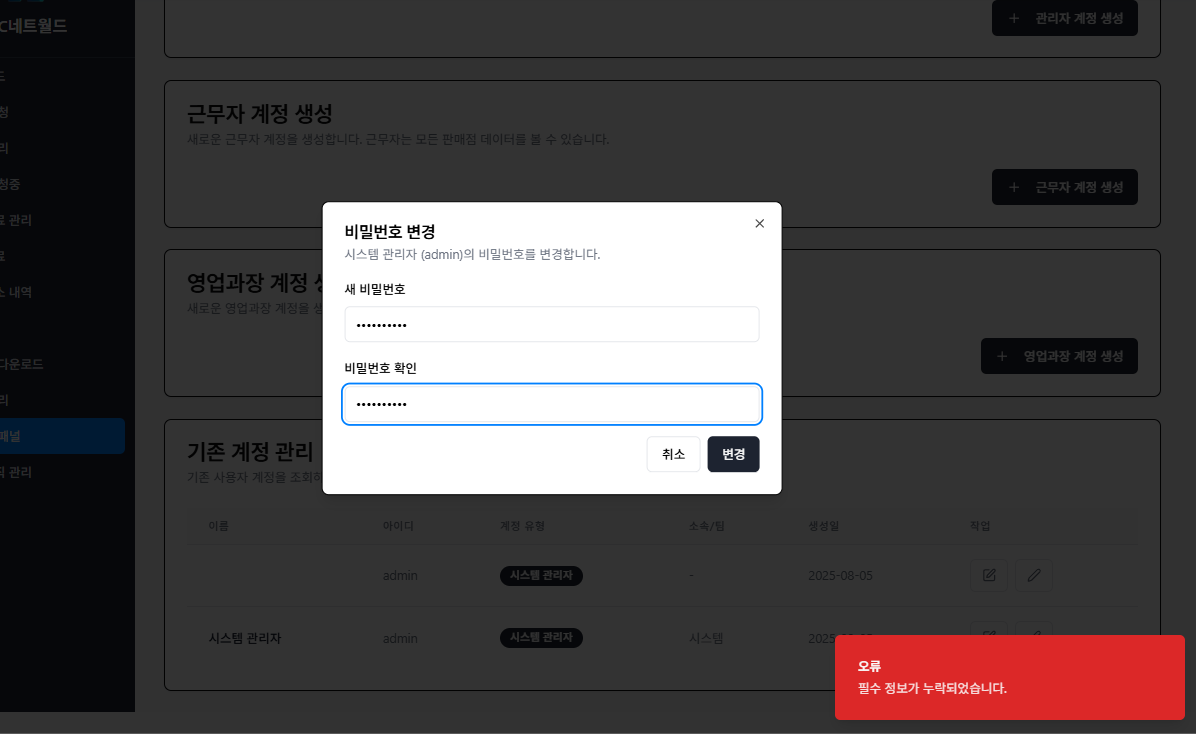 C네트월드
관리자 계정 생성
드
청
리
청중
료 관리
료
소 내역
다운로드
리
패널
적 관리
근무자 계정 생성
새로운 근무자 계정을 생성합니다. 근무자는 모든 판매점 데이터를 볼 수 있습니다.
근무자 계정 생성
비밀번호 변경
시스템 관리자 (admin)의 비밀번호를 변경합니다.
새 비밀번호
••••••••••
비밀번호 확인
••••••••••
취소
변경
영업과장 계정
새로운 영업과장 계정을
영업과장 계정 생성
기존 계정 관리
기존 사용자 계정을 조회하
이름 아이디 계정 유형 소속/팀 생성일 작업
admin 시스템 관리자 - 2025-08-05
시스템 관리자 admin 시스템 관리자 시스템 2025
오류
필수 정보가 누락되었습니다.